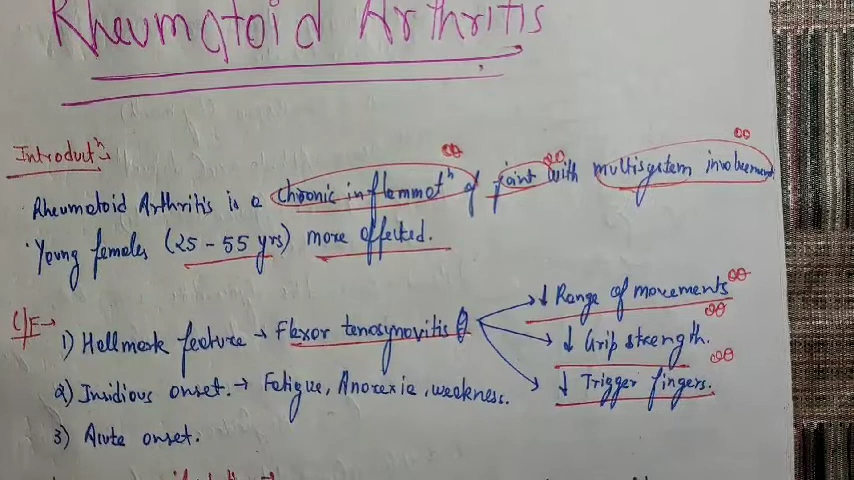 Rheumatoid Arthritis
Introductⁿ:-
Rheumatoid Arthritis is a chronic inflammatⁿ of joint with multisystem involvement
Young females (25-55 yrs) more affected.
C/F →
1) Hallmark feature → Flexor tenosynovitis → ↓ Range of movements
→ ↓ Grip strength.
→ ↓ Trigger fingers.
2) Insidious onset. → Fatigue, Anorexia, weakness.
3) Acute onset.